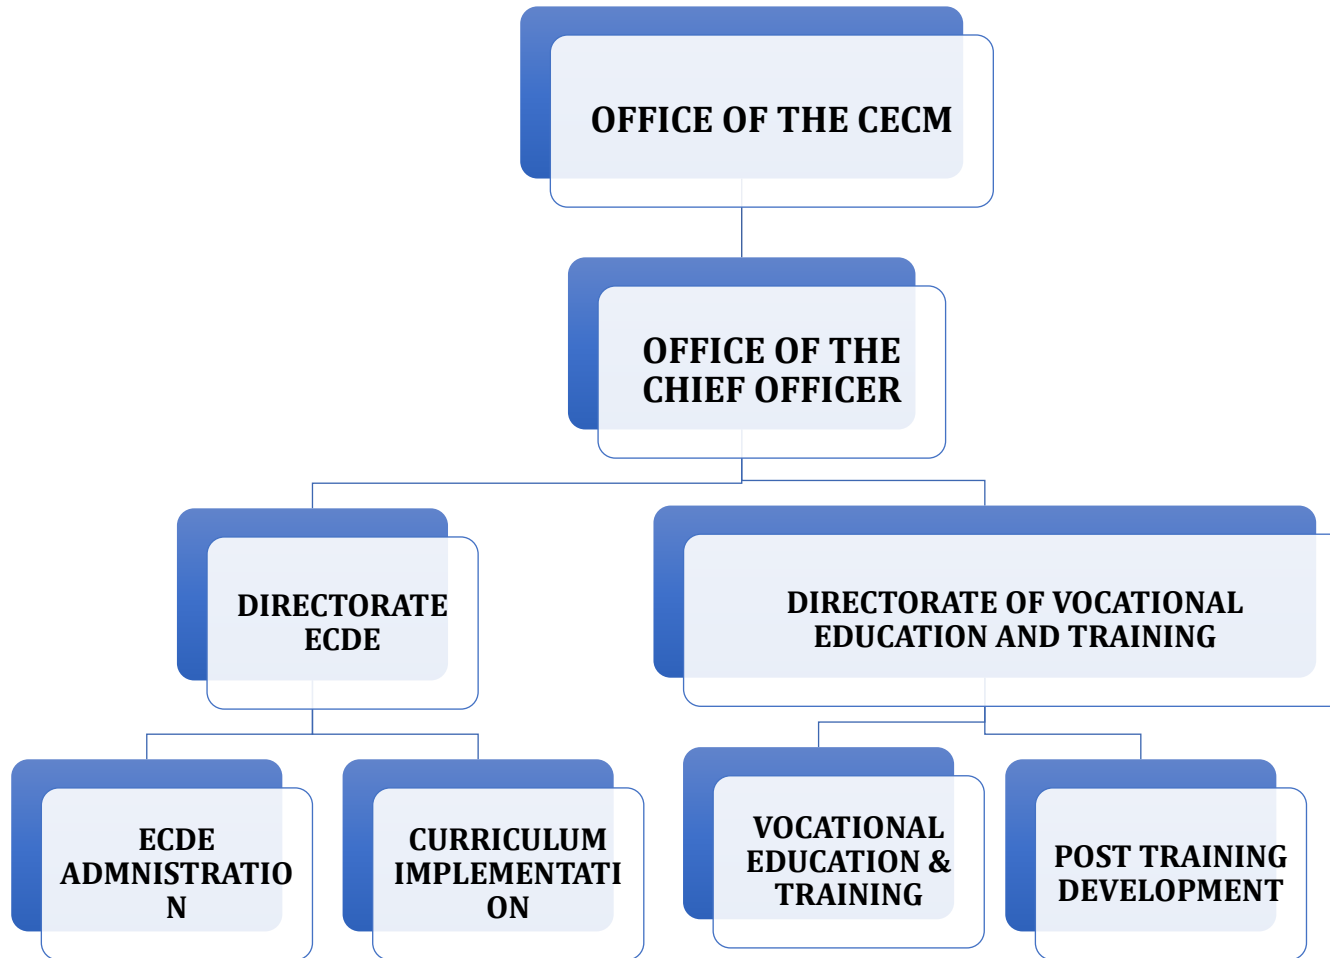 OFFICE OF THE CECM
OFFICE OF THE
CHIEF OFFICER
DIRECTORATE
ECDE
DIRECTORATE OF VOCATIONAL
EDUCATION AND TRAINING
ECDE
ADMNISTRATIO
N
CURRICULUM
IMPLEMENTATI
ON
VOCATIONAL
EDUCATION &
TRAINING
POST TRAINING
DEVELOPMENT